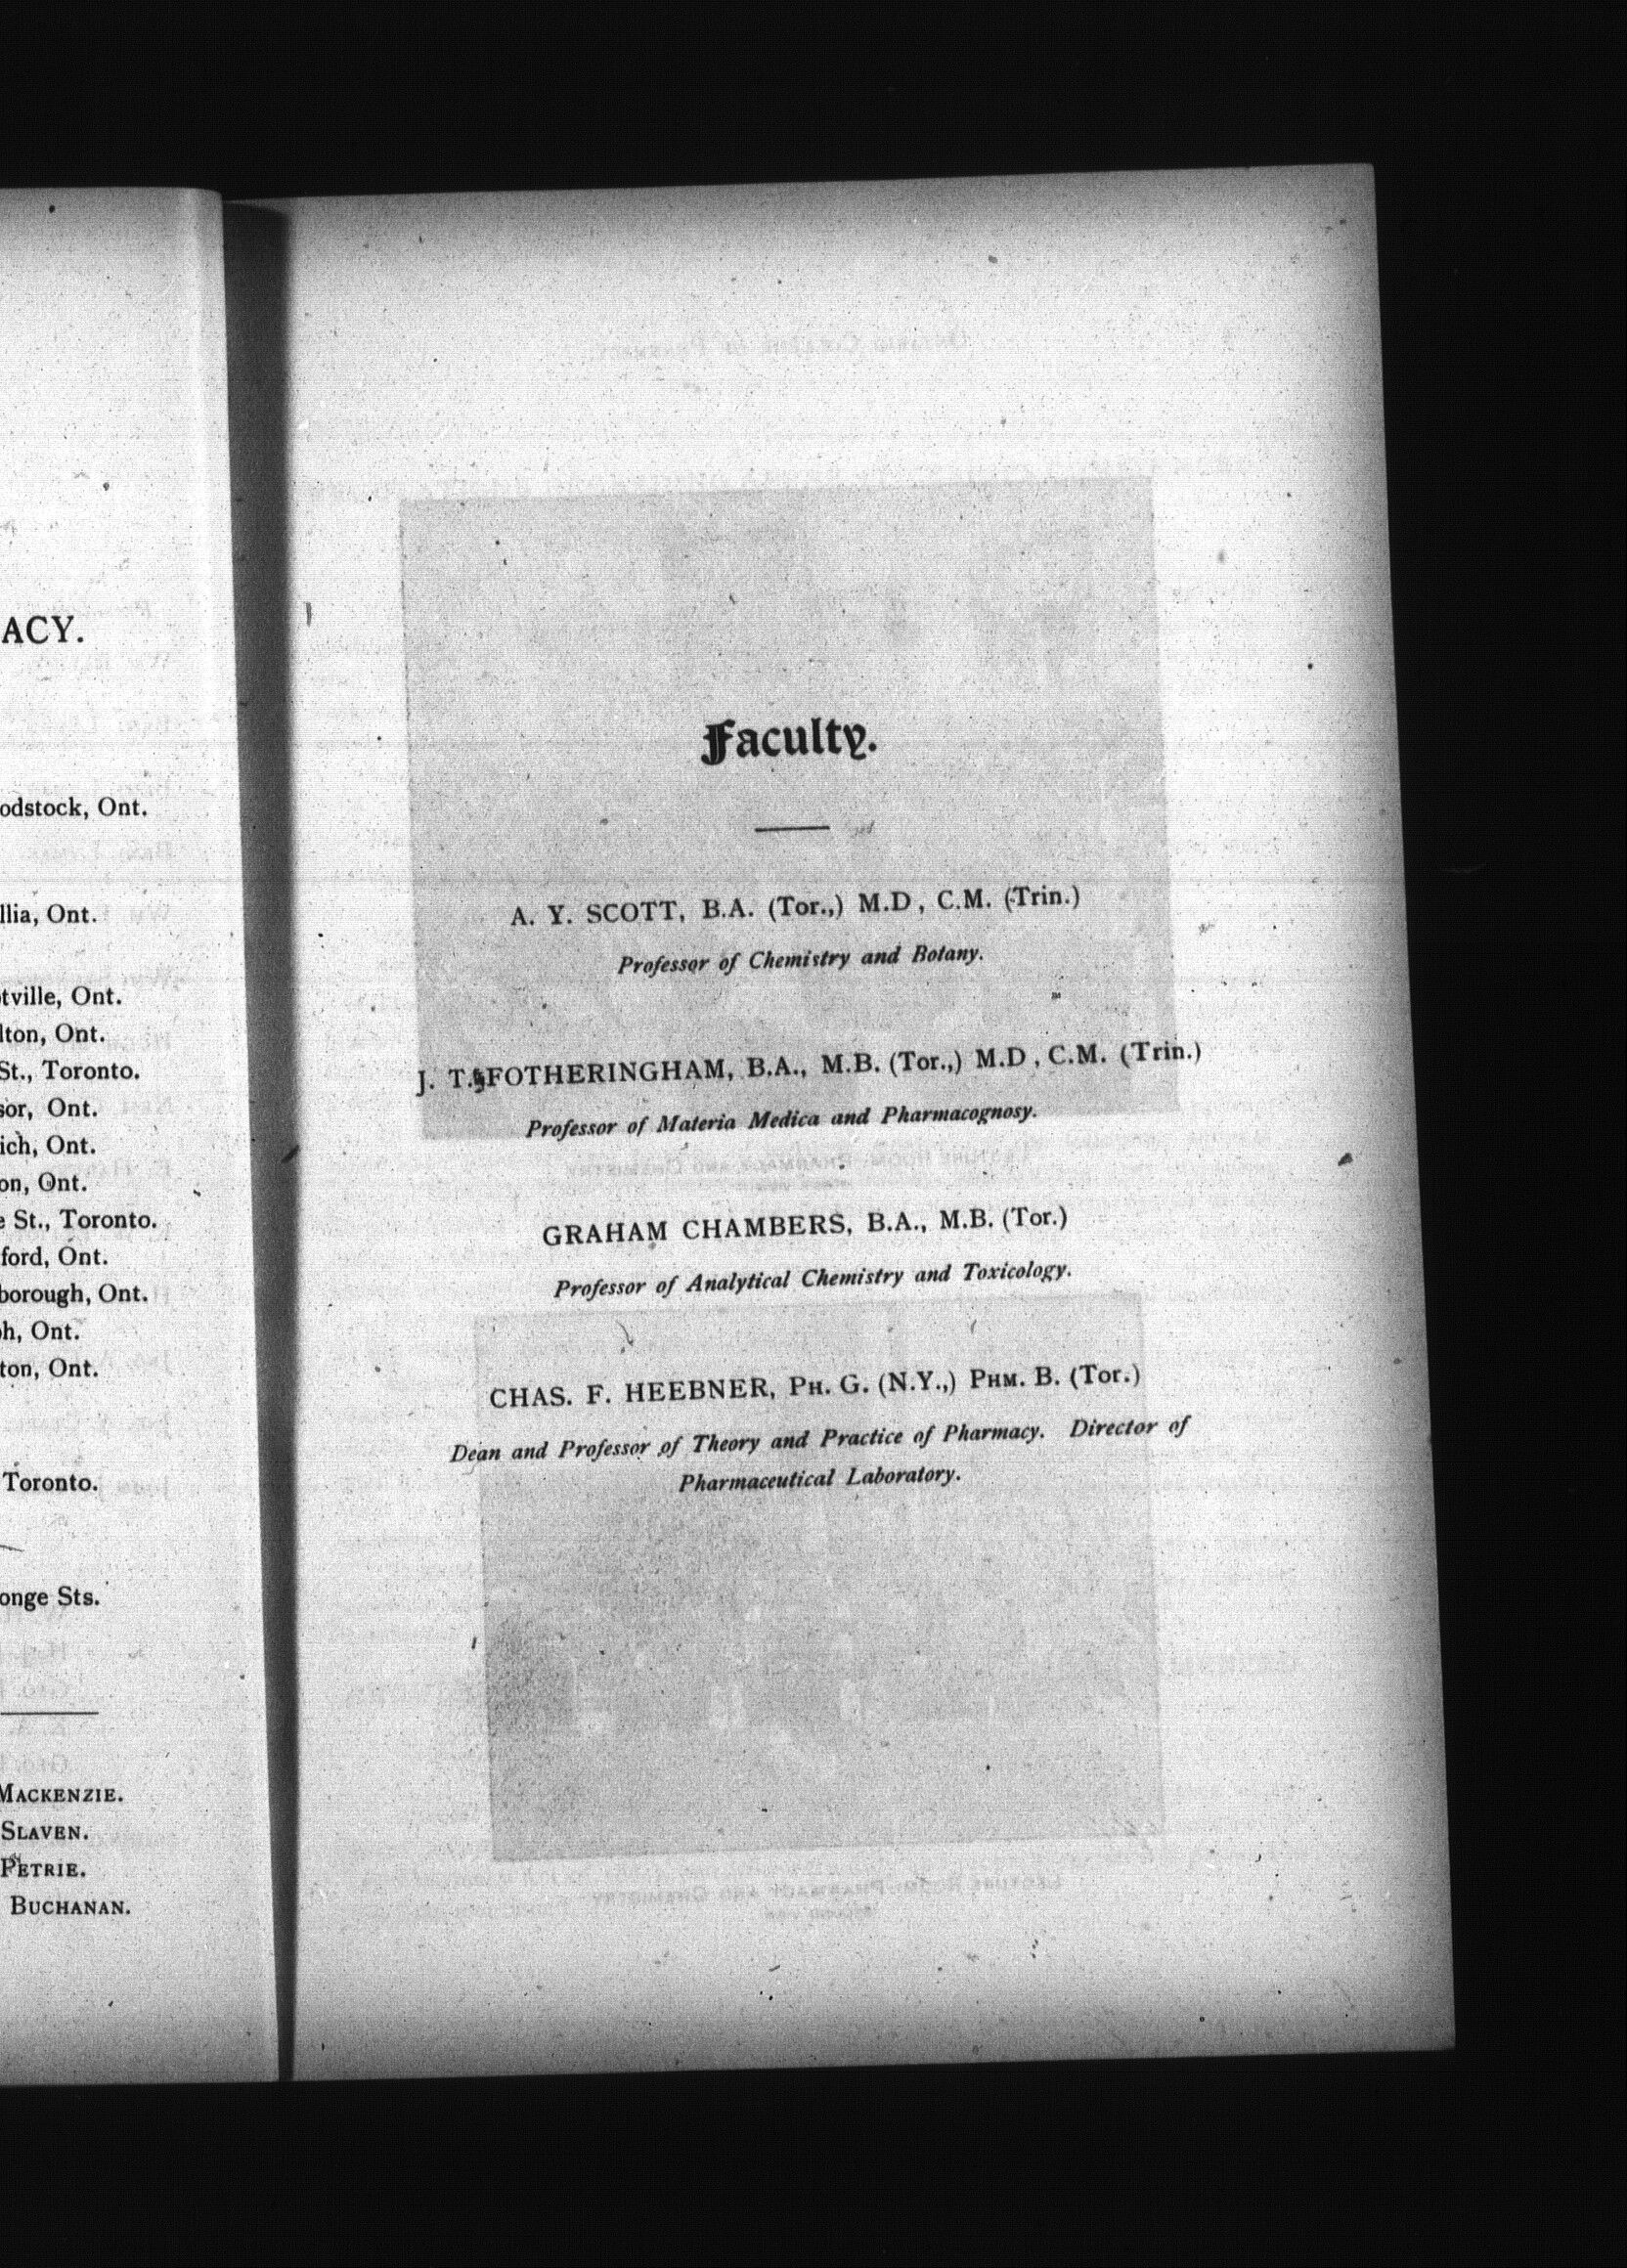 ACY.
odstock, Ont.
llia, Ont.
tville, Ont.
lton, Ont.
St., Toronto.
sor, Ont.
ich, Ont.
on, Ont.
e St., Toronto.
ford, Ont.
borough, Ont.
h, Ont.
ton, Ont.
Toronto.
onge Sts.
MACKENZIE.
SLAVEN.
PETRIE.
BUCHANAN.
Faculty.
A. Y. SCOTT, B.A. (Tor.,) M.D, C.M. (Trin.)
Professor of Chemistry and Botany.
J. T. FOTHERINGHAM, B.A., M.B. (Tor.,) M.D, C.M. (Trin.)
Professor of Materia Medica and Pharmacognosy.
GRAHAM CHAMBERS, B.A., M.B. (Tor.)
Professor of Analytical Chemistry and Toxicology.
CHAS. F. HEEBNER, PH. G. (N.Y.,) PHM. B. (Tor.)
Dean and Professor of Theory and Practice of Pharmacy. Director of
Pharmaceutical Laboratory.